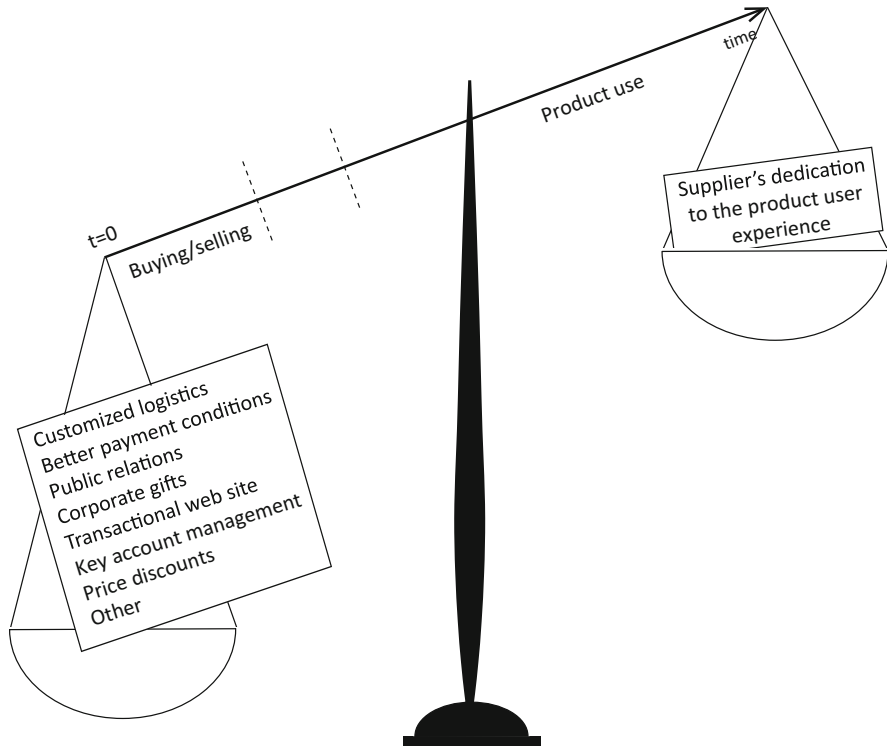 time
Product use
Supplier’s dedication
to the product user
experience
t=0
Buying/selling
Customized logistics
Better payment conditions
Public relations
Corporate gifts
Transactional web site
Key account management
Price discounts
Other